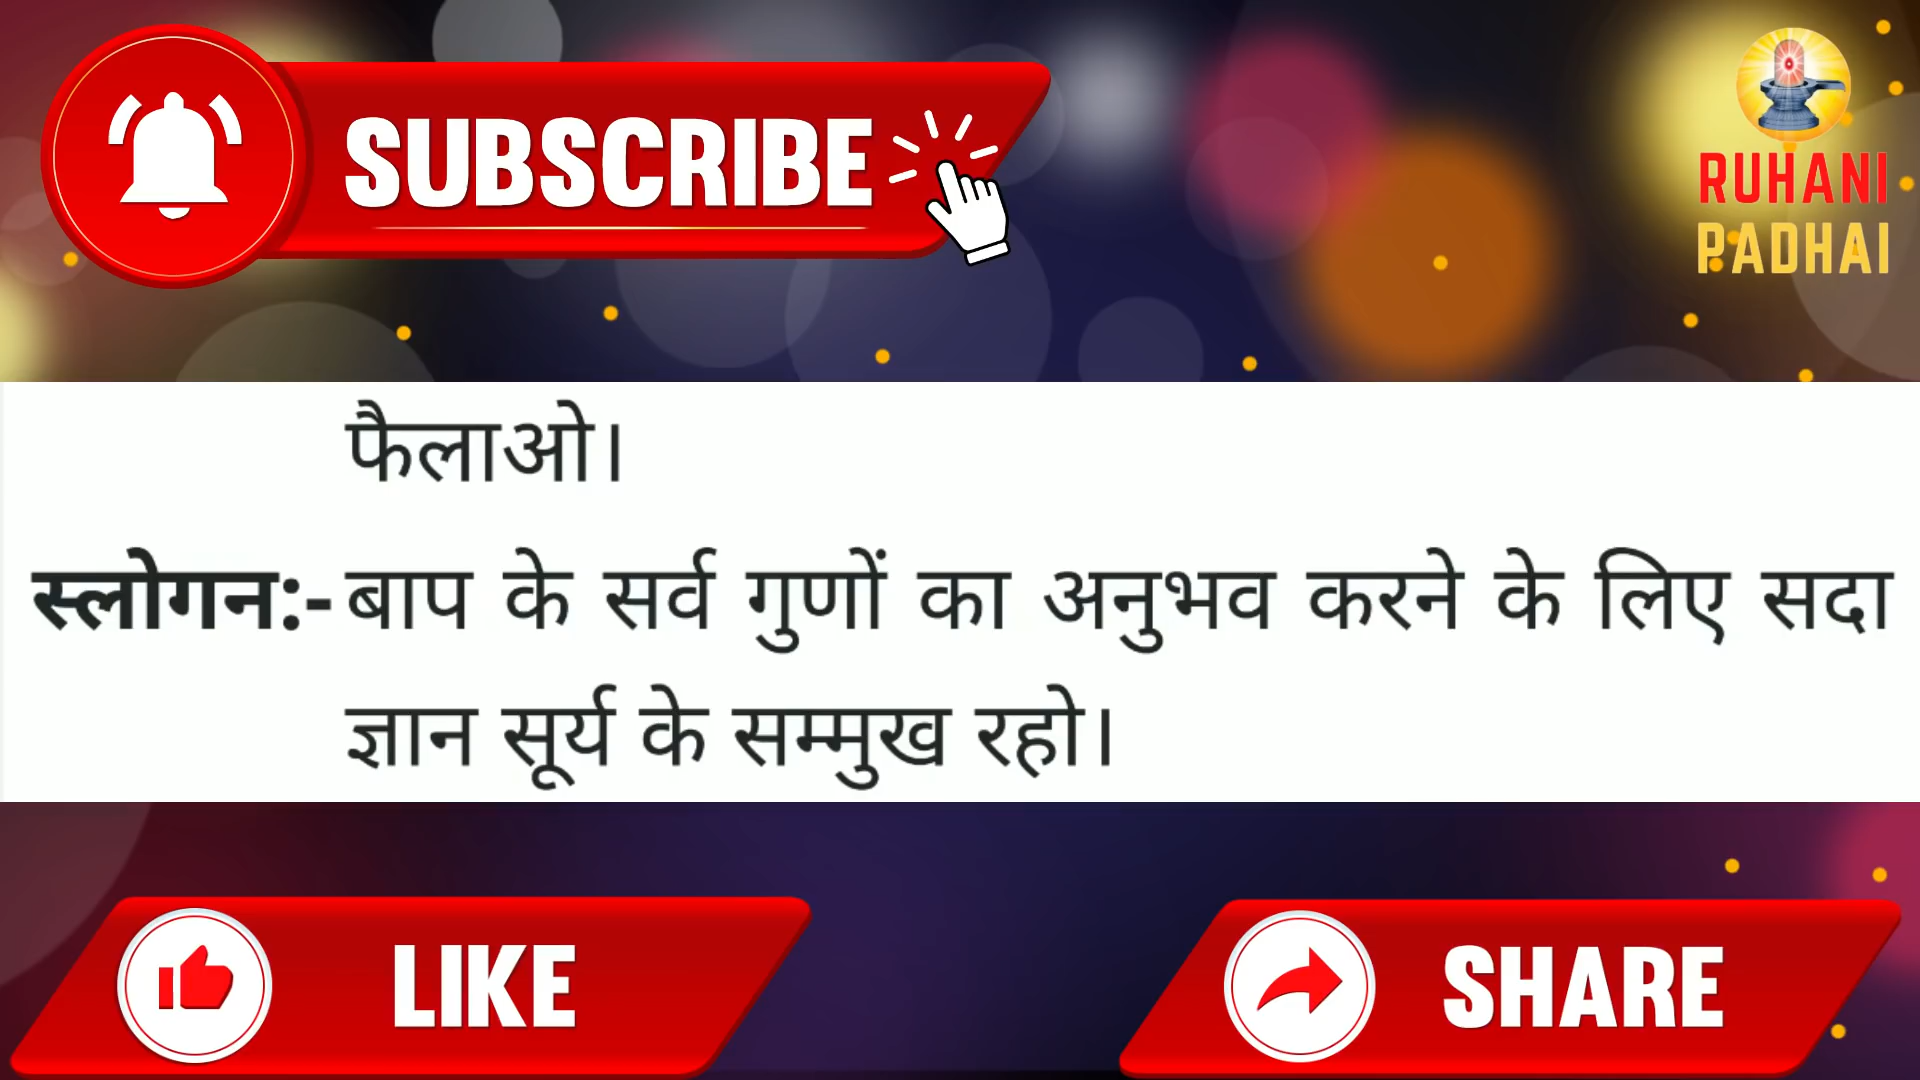 SUBSCRIBE
RUHANI
PADHAI
फैलाओ।
स्लोगन:- बाप के सर्व गुणों का अनुभव करने के लिए सदा
ज्ञान सूर्य के सम्मुख रहो।
LIKE
SHARE